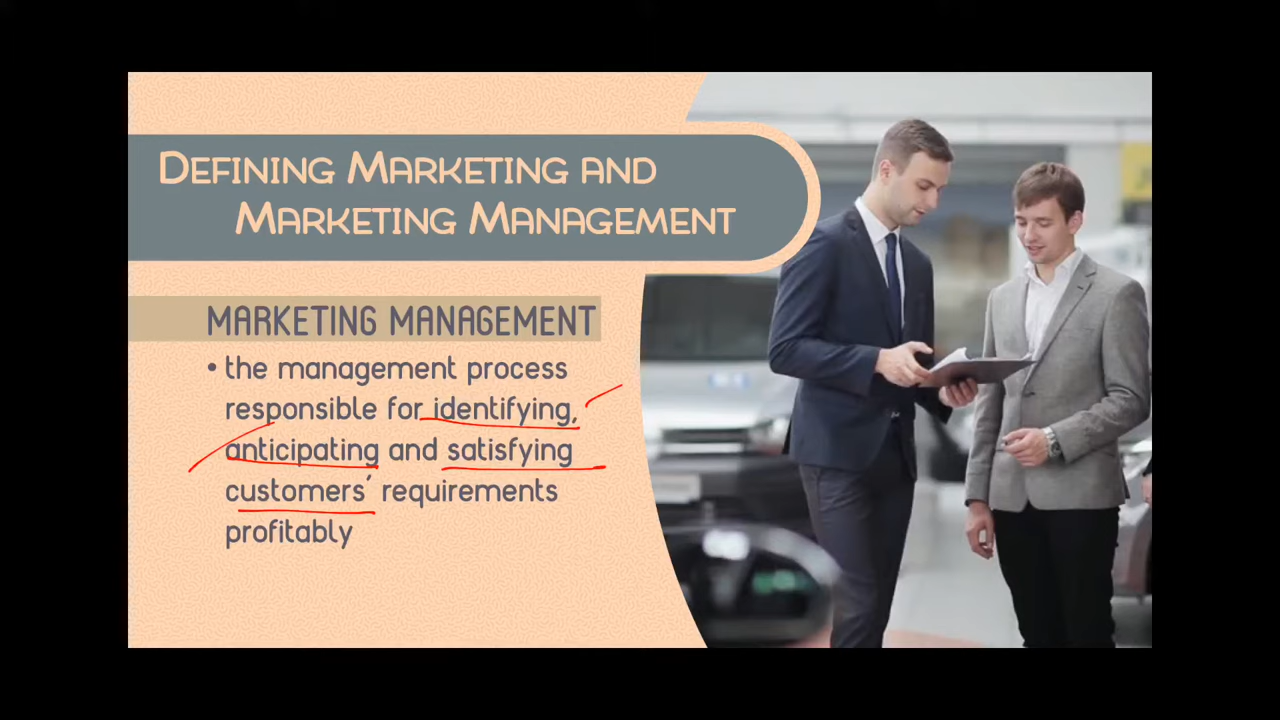 DEFINING MARKETING AND
MARKETING MANAGEMENT
MARKETING MANAGEMENT
• the management process
responsible for identifying,
anticipating and satisfying
customers' requirements
profitably